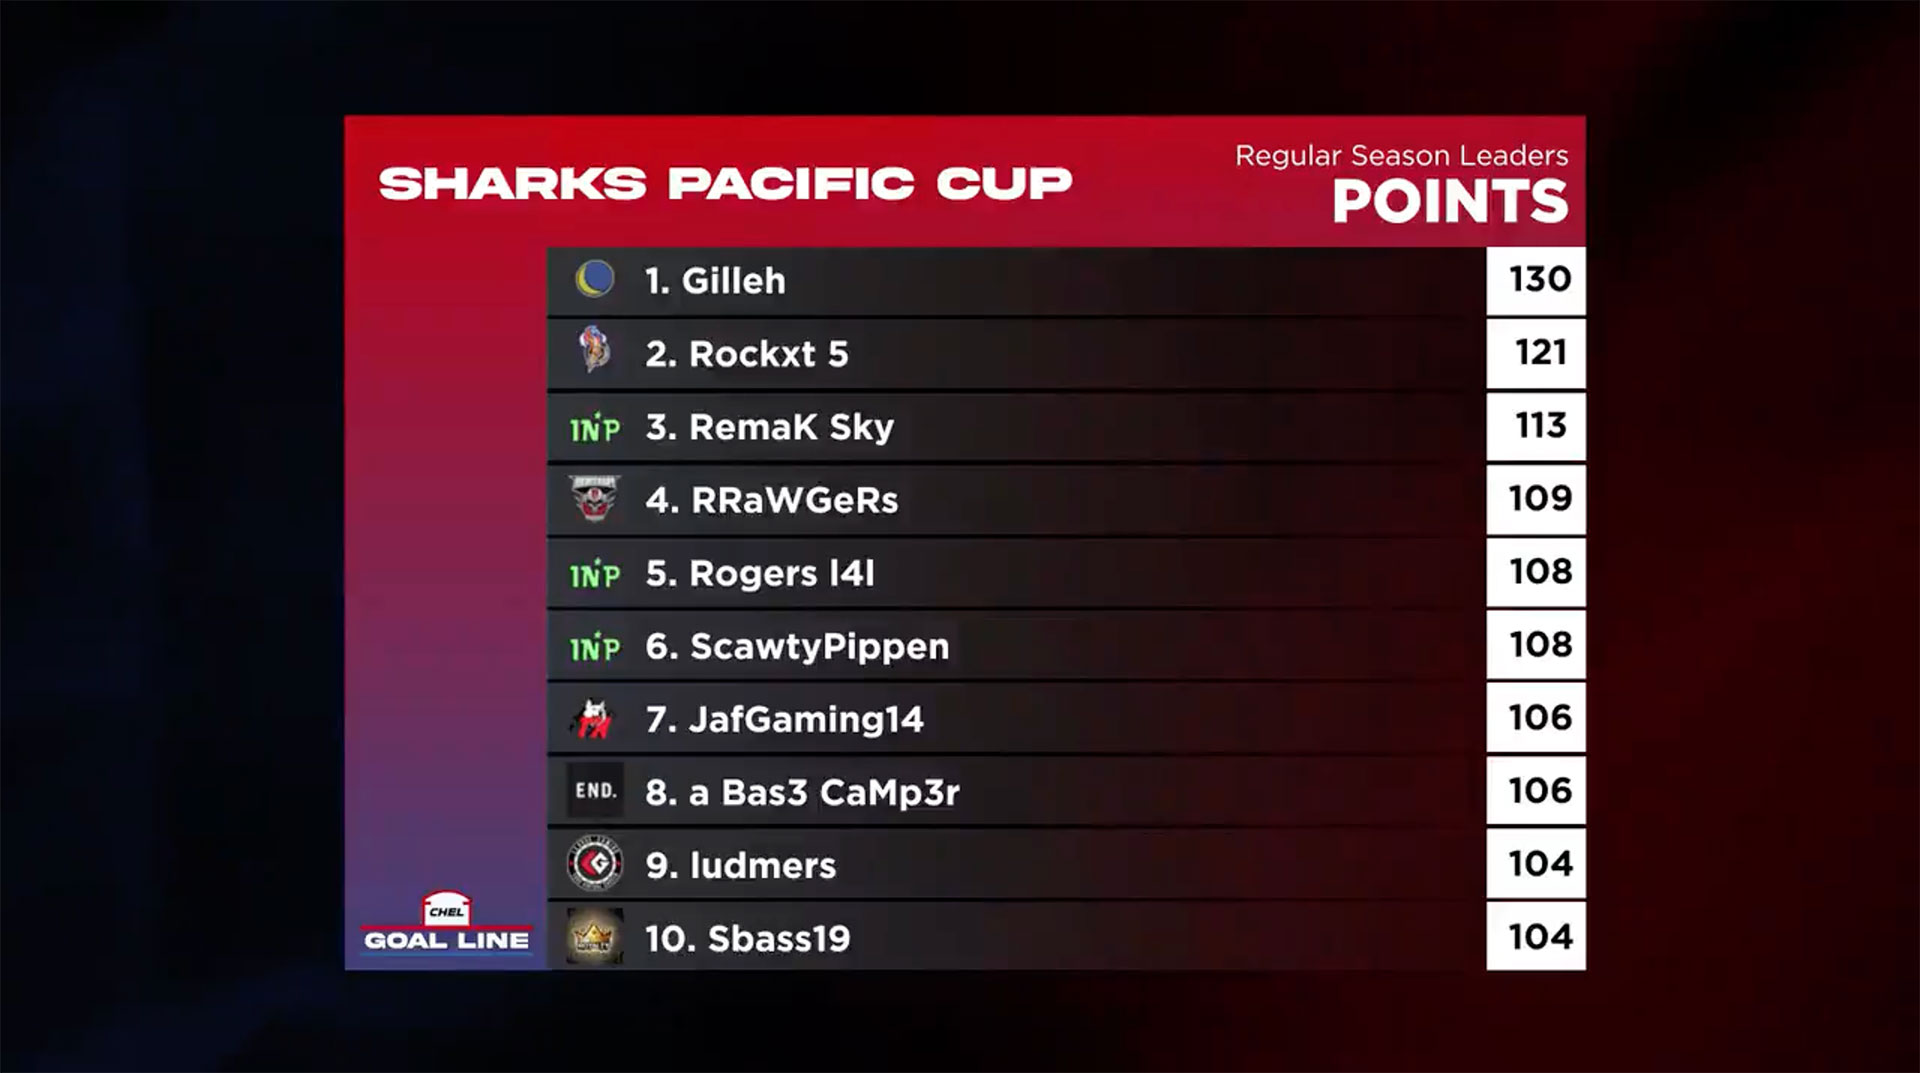 SHARKS PACIFIC CUP
Regular Season Leaders
POINTS
1. Gilleh 130
2. Rockxt 5 121
INP 3. RemaK Sky 113
4. RRaWGeRs 109
INP 5. Rogers l4l 108
INP 6. ScawtyPippen 108
7. JafGaming14 106
END. 8. a Bas3 CaMp3r 106
9. ludmers 104
10. Sbass19 104
CHEL
GOAL LINE